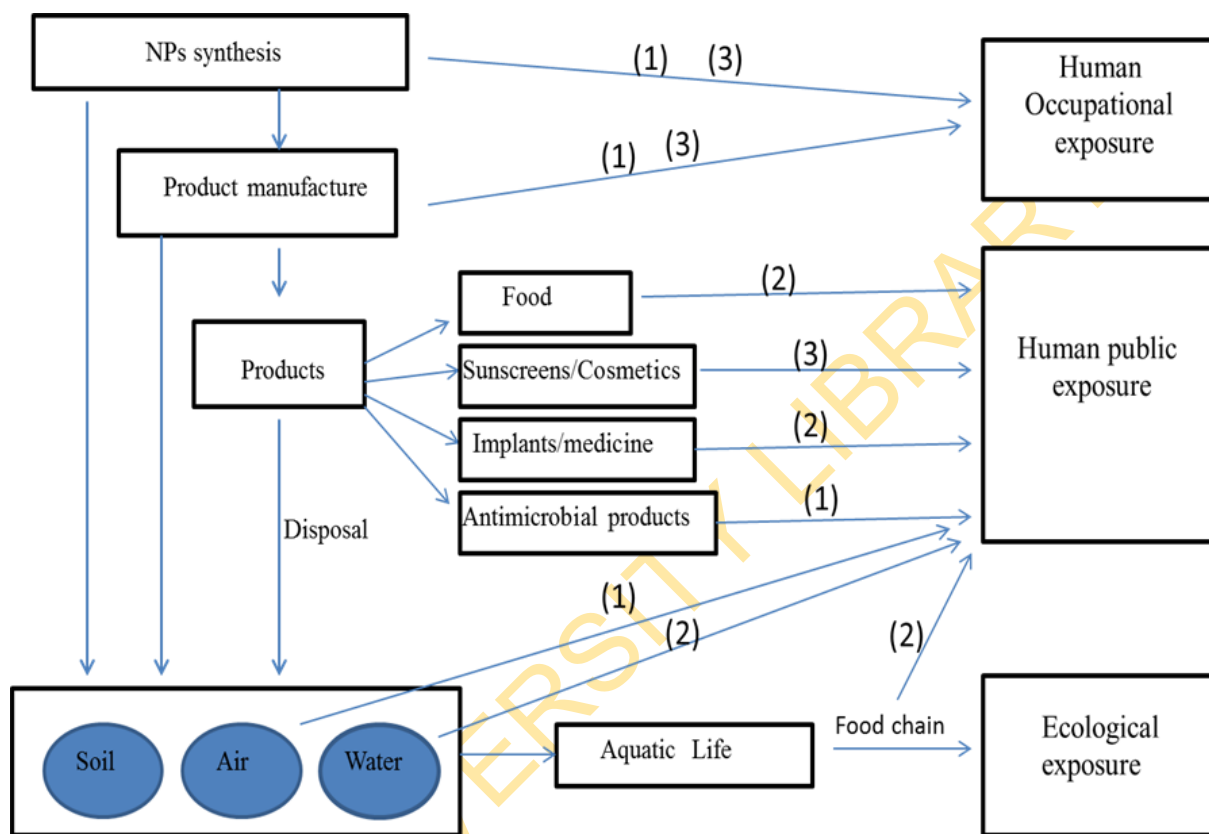 NPs synthesis
(1) (3)
Human
Occupational
exposure
Product manufacture
(1) (3)
Food
(2)
Products
Sunscreens/Cosmetics
(3)
Human public
exposure
Implants/medicine
(2)
Antimicrobial products
(1)
Disposal
(1)
(2)
(2)
Soil
Air
Water
Aquatic Life
Food chain
Ecological
exposure
ERSITY LIBRAR